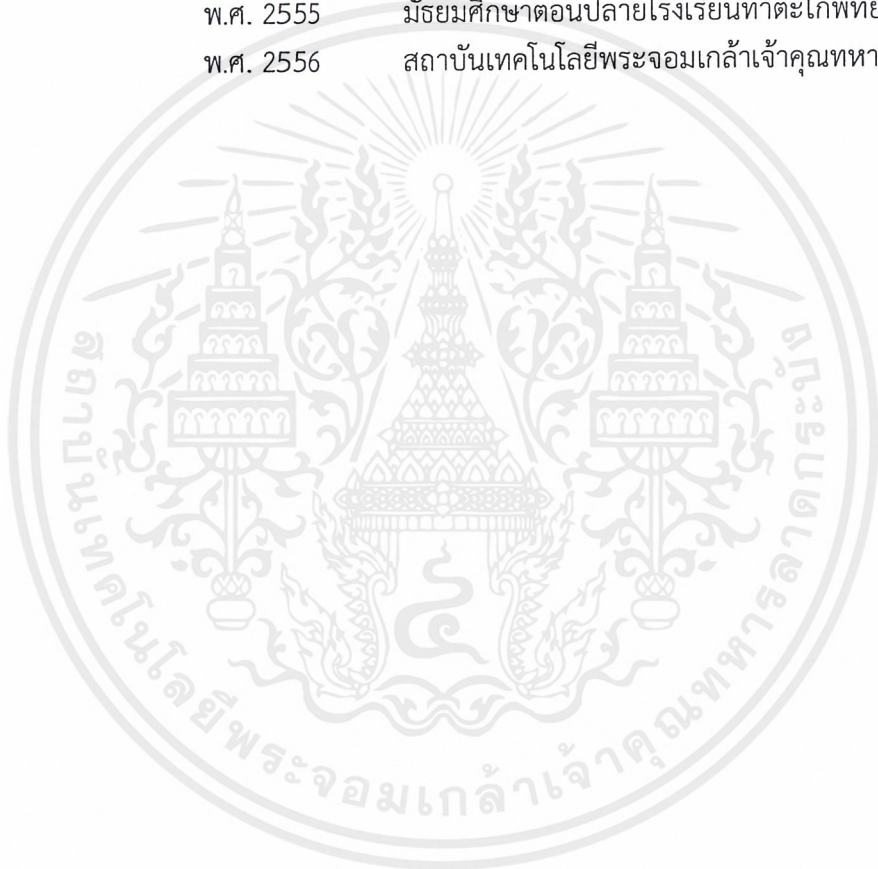 พ.ศ. 2555 มัธยมศึกษาตอนปลายโรงเรียนท่าตะโกพิทย
พ.ศ. 2556 สถาบันเทคโนโลยีพระจอมเกล้าเจ้าคุณทหา
สถาบันเทคโนโลยีพระจอมเกล้าเจ้าคุณทหารลาดกระบัง